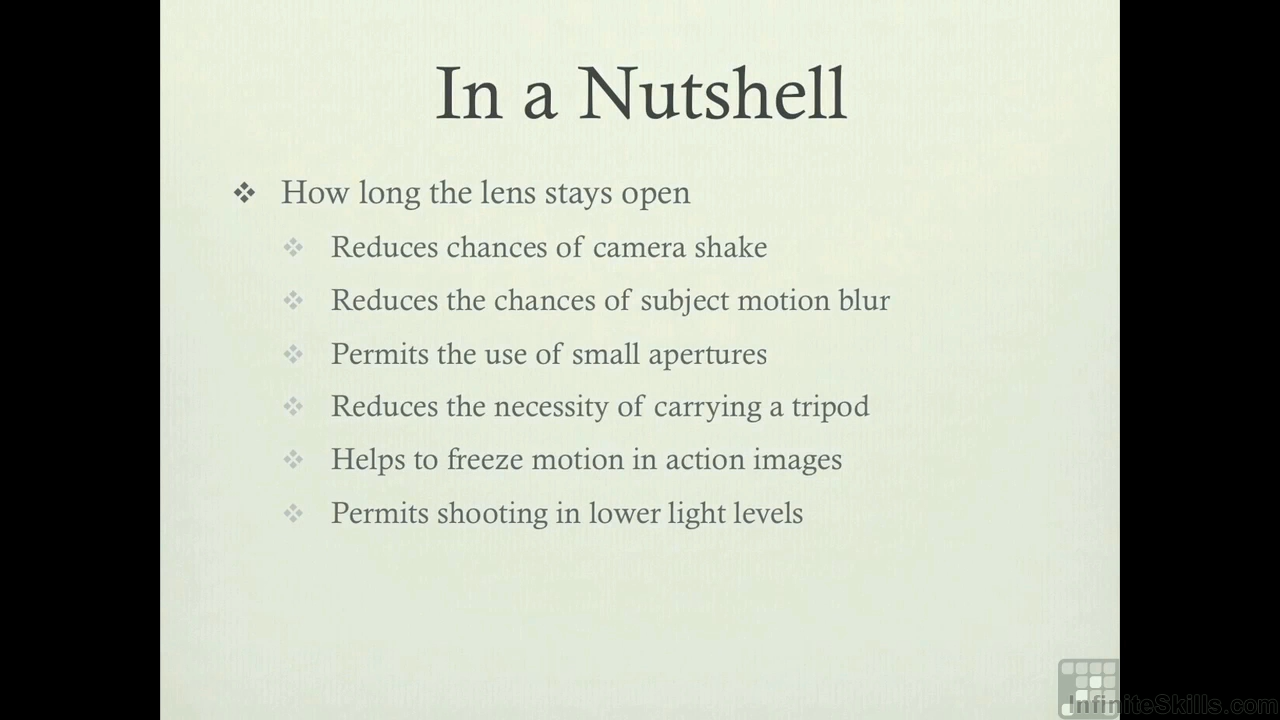 In a Nutshell
How long the lens stays open
Reduces chances of camera shake
Reduces the chances of subject motion blur
Permits the use of small apertures
Reduces the necessity of carrying a tripod
Helps to freeze motion in action images
Permits shooting in lower light levels
InfiniteSkills.com